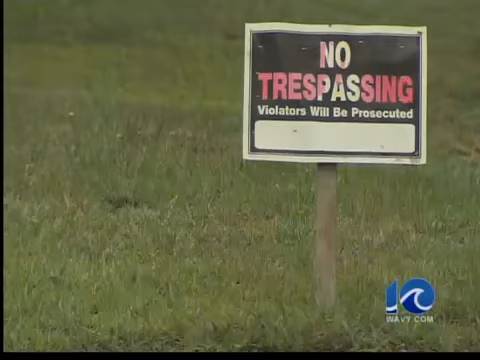 NO
TRESPASSING
Violators Will Be Prosecuted
10
WAVY.COM